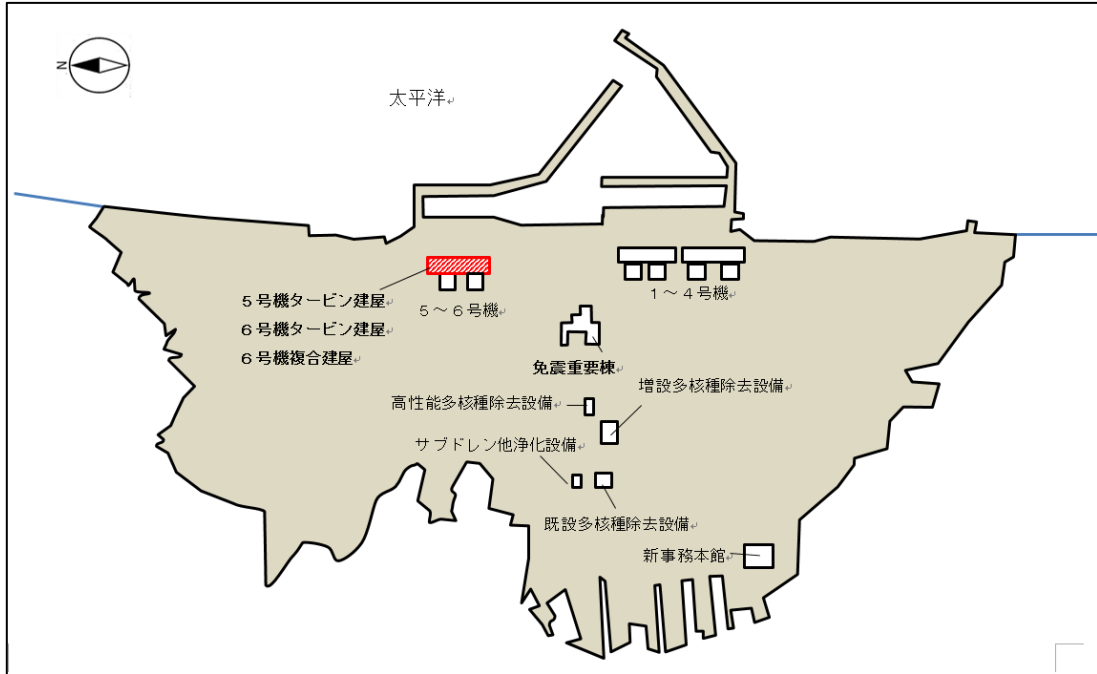 N
太平洋
5号機タービン建屋
6号機タービン建屋
6号機複合建屋
5～6号機
1～4号機
免震重要棟
増設多核種除去設備
高性能多核種除去設備
サブドレン他浄化設備
既設多核種除去設備
新事務本館